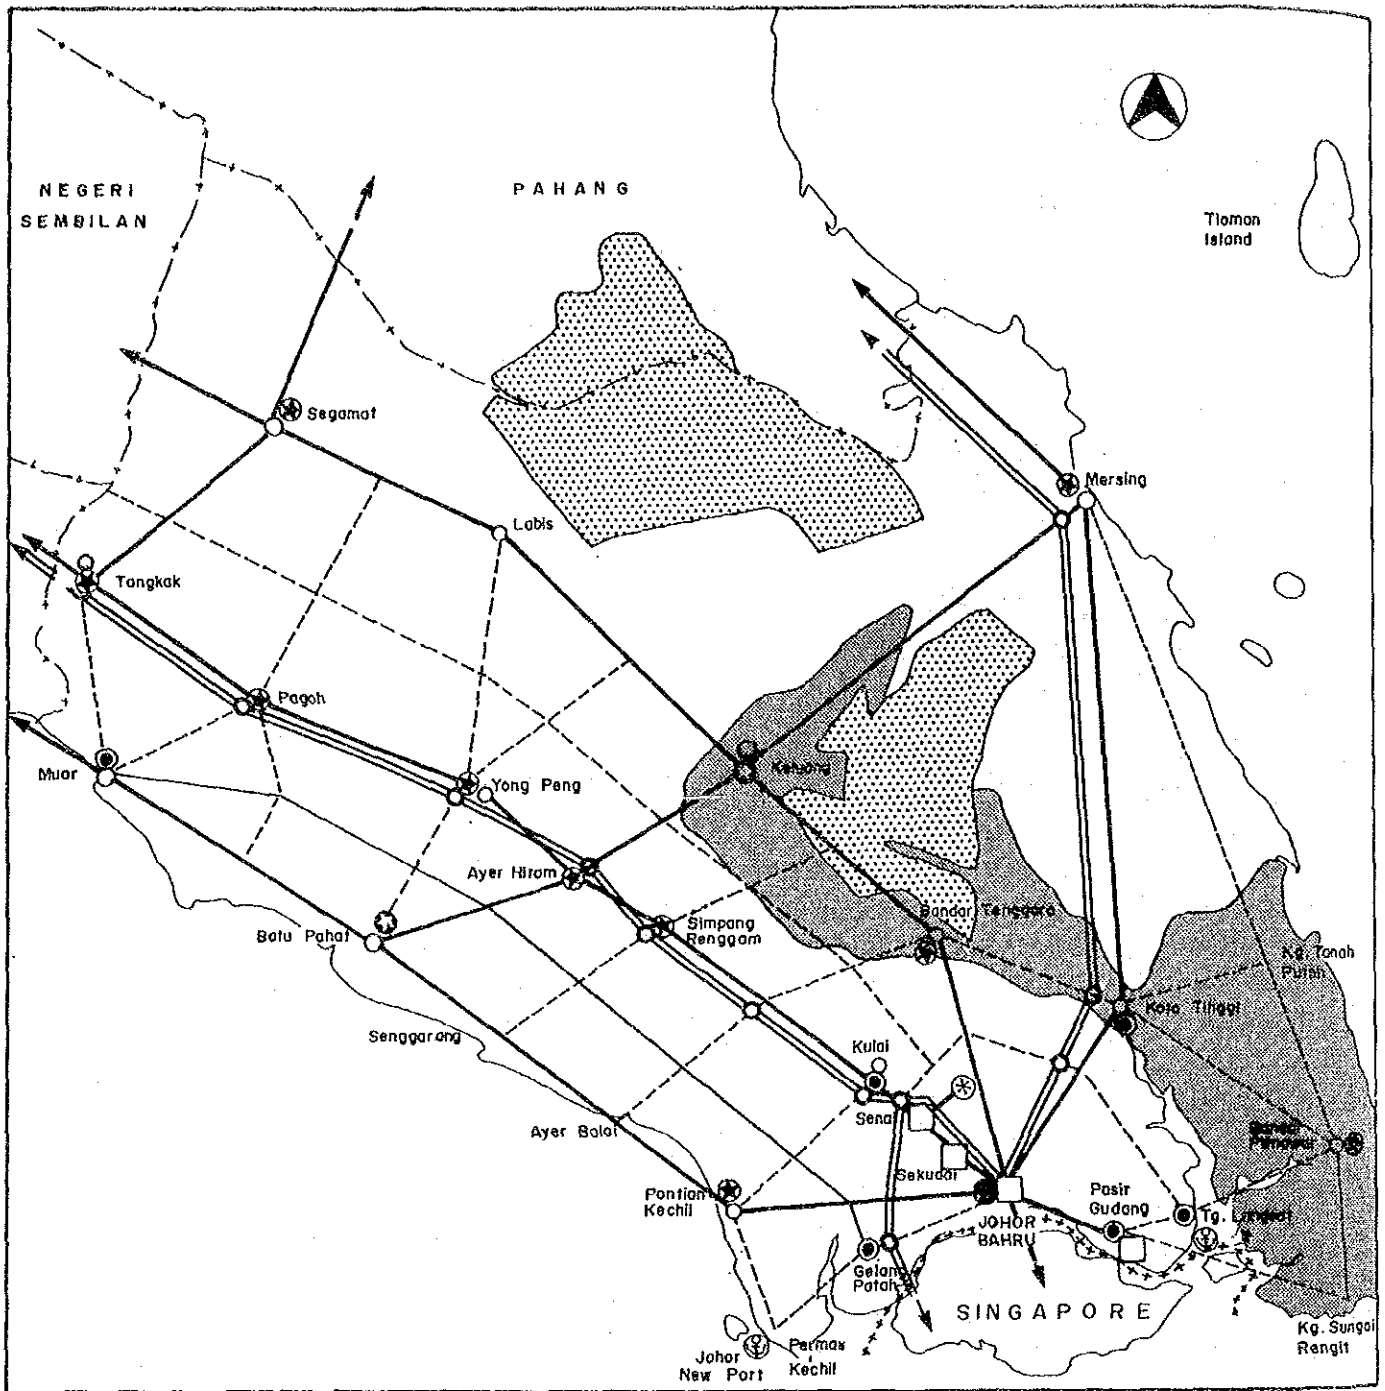 NEGERI
SEMBILAN
PAHANG
Tioman
Island
Segamat
Mersing
Labis
Tangkak
Pagoh
Muar
Yong Peng
Keluang
Ayer Hitam
Batu Pahat
Simpang
Renggam
Bandar Tenggara
Kg. Tanah
Putih
Kota Tinggi
Senggarang
Kulai
Senai
Ayer Baloi
Sekudai
Pontian
Kechil
Pasir
Gudang
Tg. Langsat
JOHOR
BAHRU
Gelang
Patah
SINGAPORE
Johor
New Port
Permas
Kechil
Kg. Sungai
Rengit